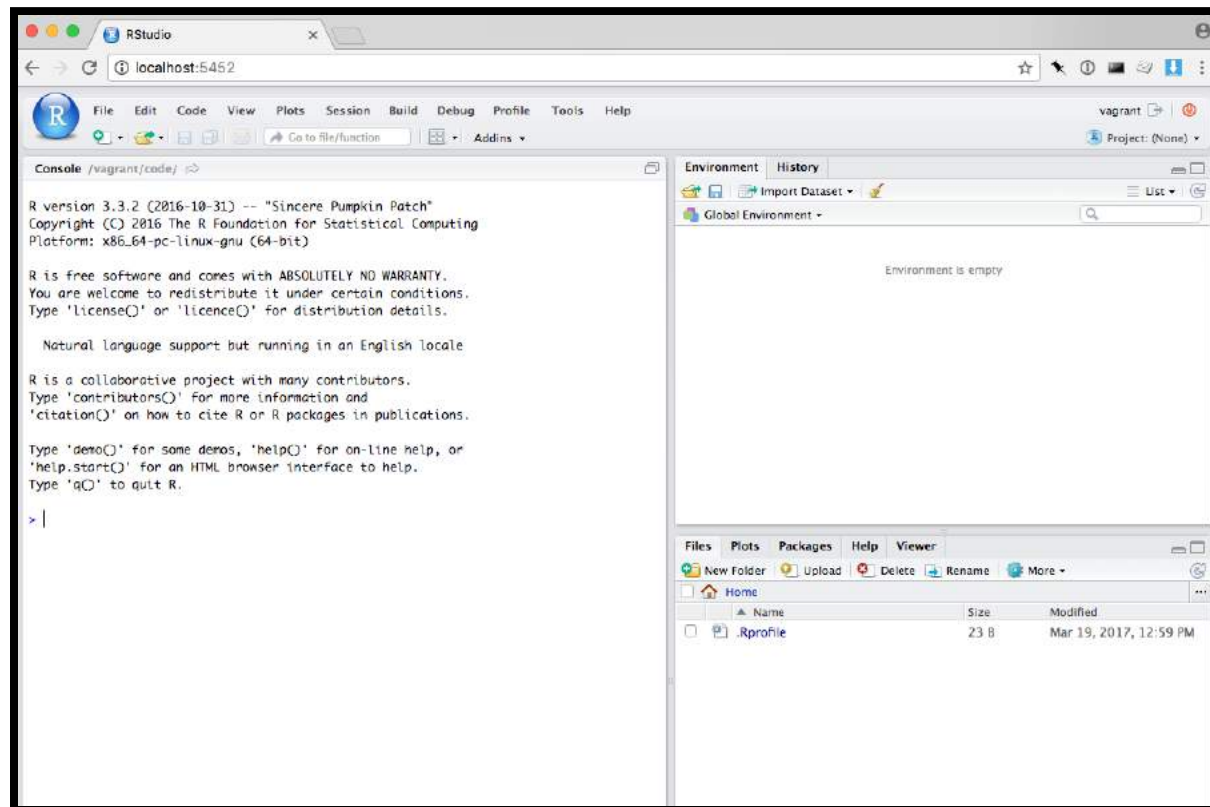 RStudio
localhost:5452
R
File Edit Code View Plots Session Build Debug Profile Tools Help
vagrant
Go to file/function
Addins
Project: (None)
Console /vagrant/code/
R version 3.3.2 (2016-10-31) -- "Sincere Pumpkin Patch"
Copyright (C) 2016 The R Foundation for Statistical Computing
Platform: x86_64-pc-linux-gnu (64-bit)
R is free software and comes with ABSOLUTELY NO WARRANTY.
You are welcome to redistribute it under certain conditions.
Type 'license()' or 'licence()' for distribution details.
Natural language support but running in an English locale
R is a collaborative project with many contributors.
Type 'contributors()' for more information and
'citation()' on how to cite R or R packages in publications.
Type 'demo()' for some demos, 'help()' for on-line help, or
'help.start()' for an HTML browser interface to help.
Type 'q()' to quit R.
>
Environment History
Import Dataset
List
Global Environment
Environment is empty
Files Plots Packages Help Viewer
New Folder Upload Delete Rename More
Home
Name Size Modified
.Rprofile 23 B Mar 19, 2017, 12:59 PM